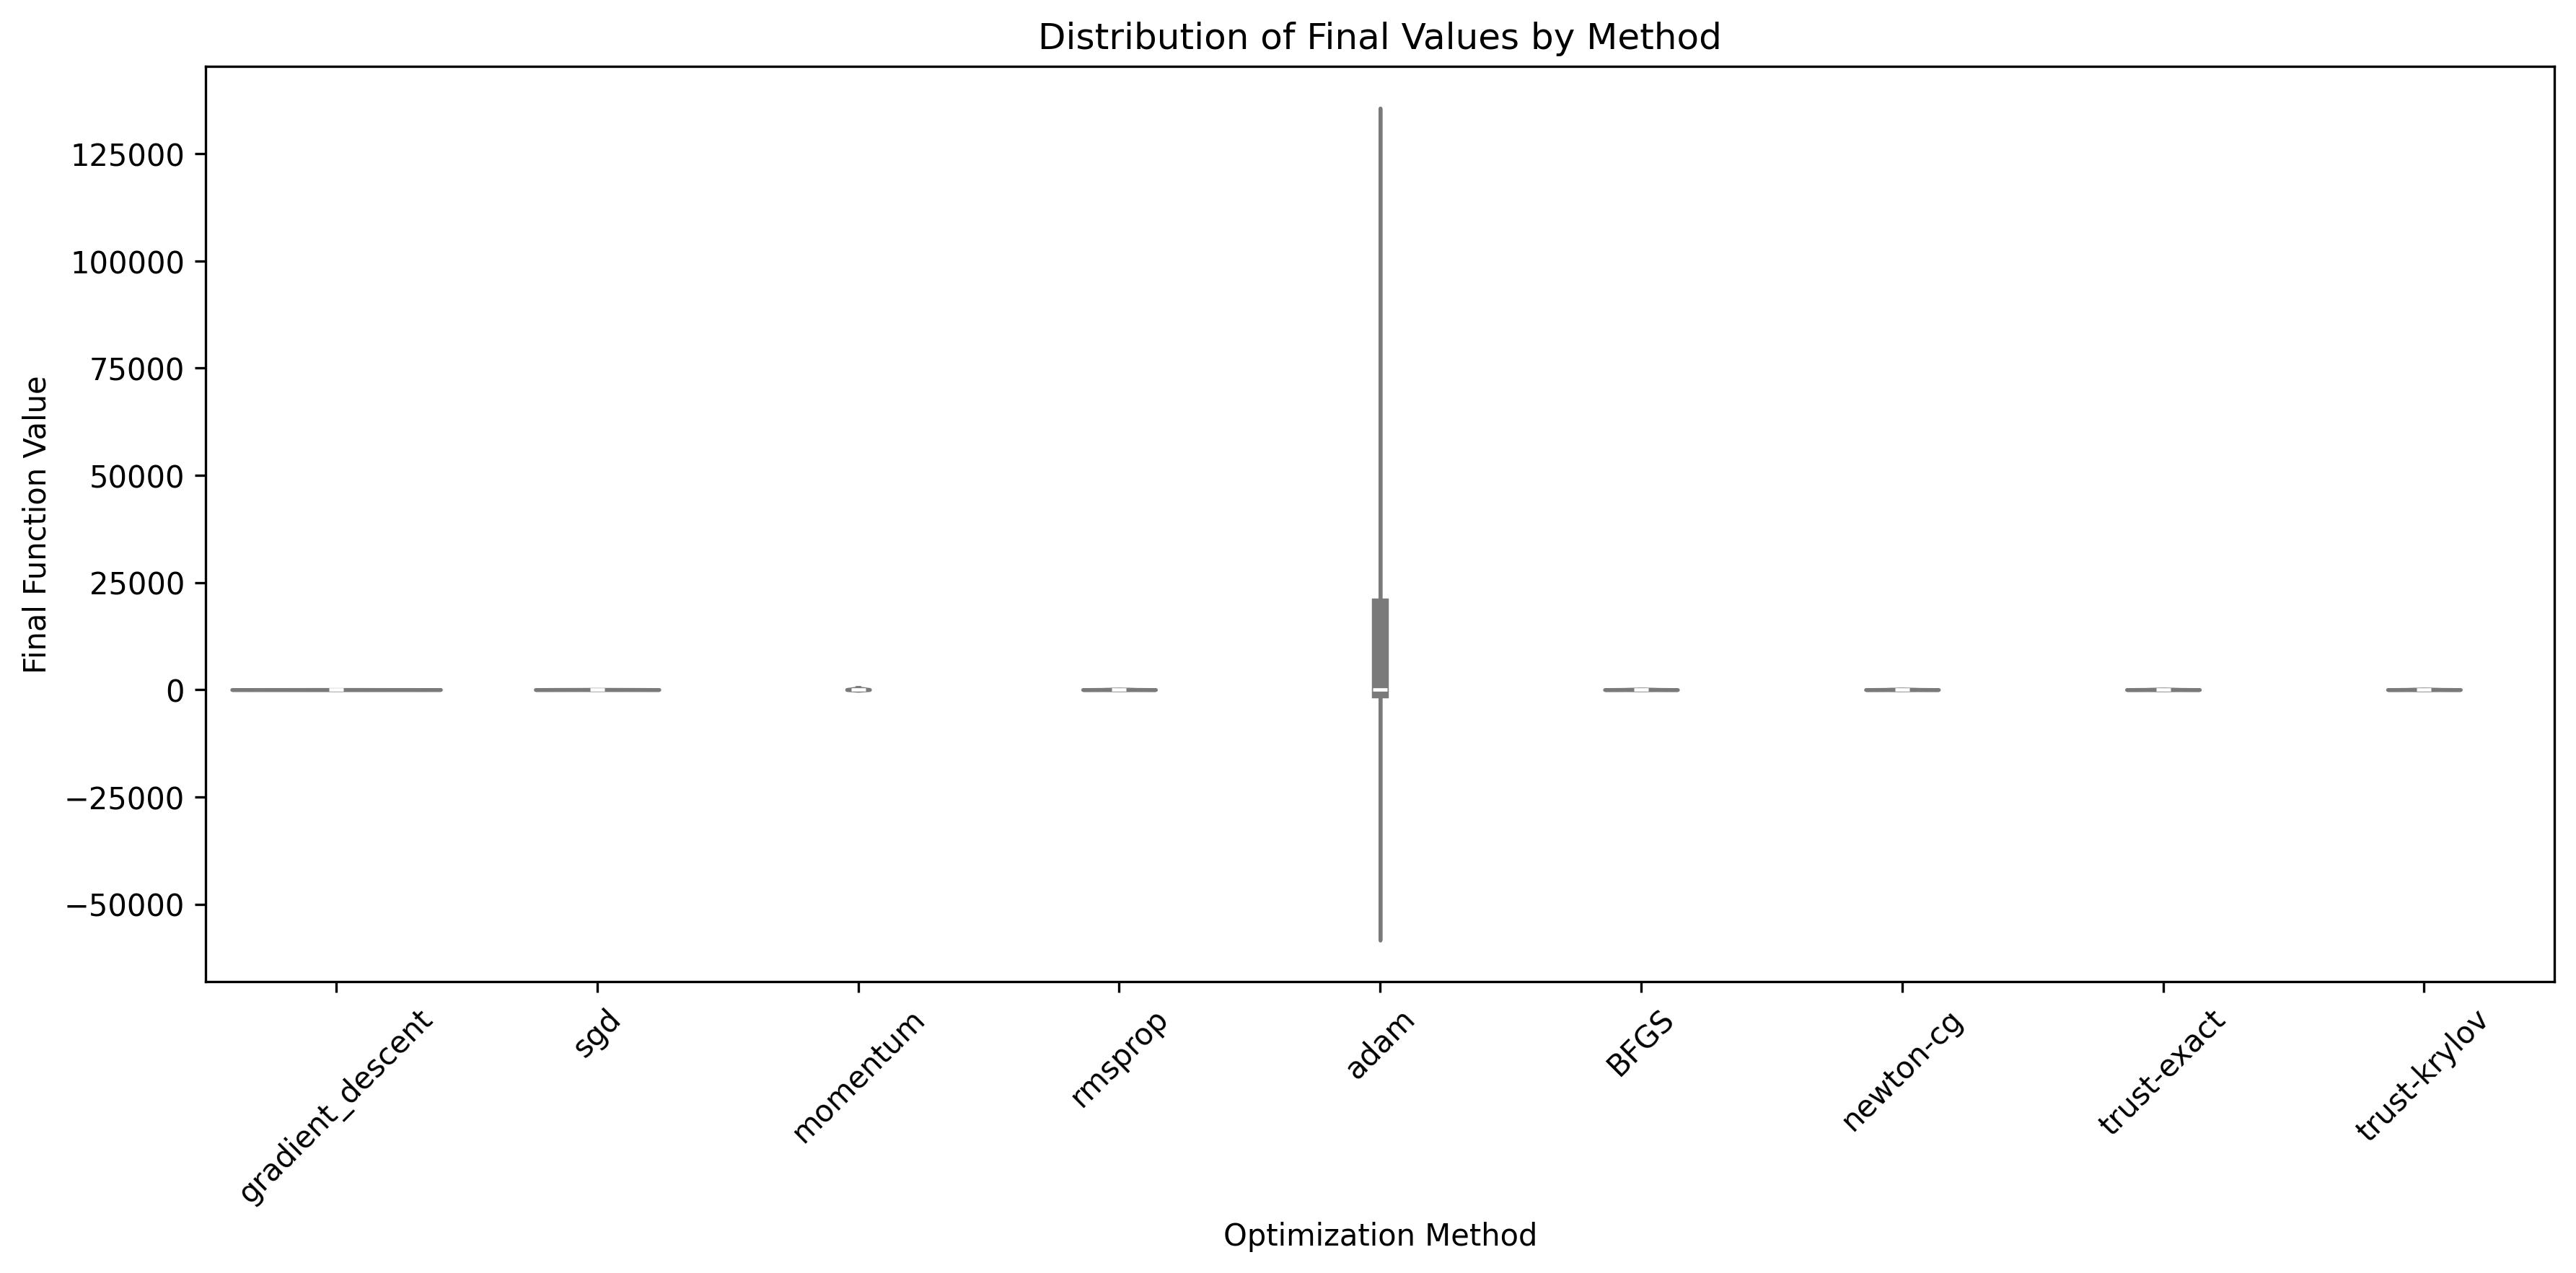 Distribution of Final Values by Method
Final Function Value
125000
100000
75000
50000
25000
0
−25000
−50000
gradient_descent
sgd
momentum
rmsprop
adam
BFGS
newton-cg
trust-exact
trust-krylov
Optimization Method